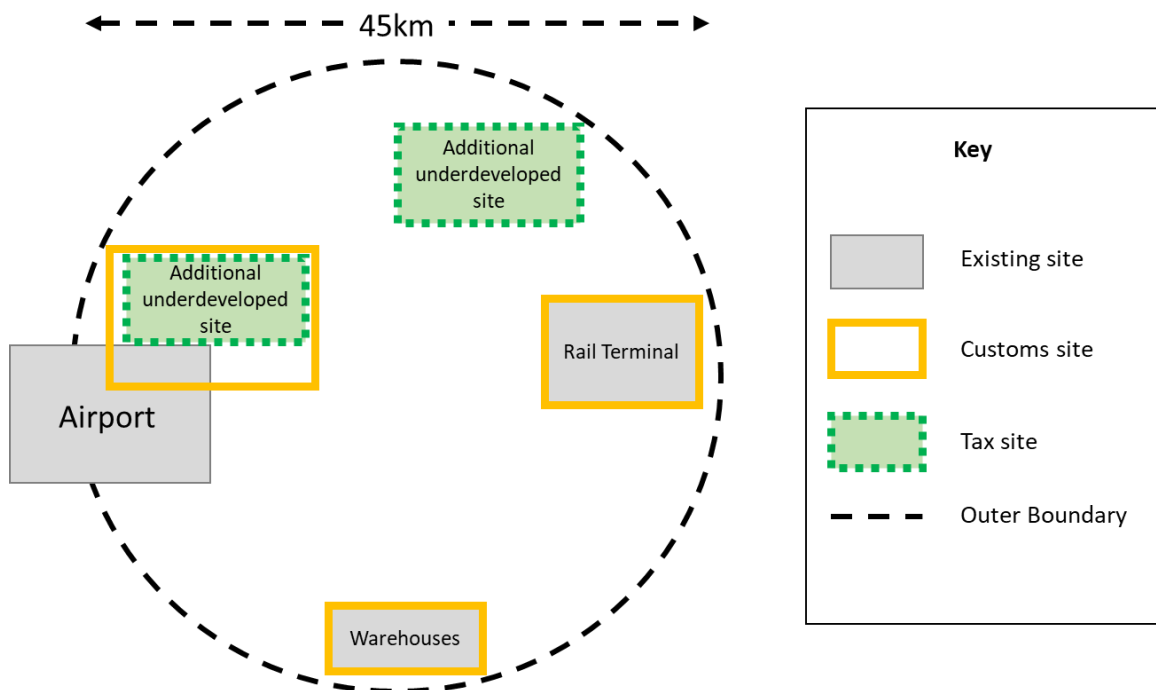 45km
Additional
underdeveloped
site
Additional
underdeveloped
site
Rail Terminal
Airport
Warehouses
Key
Existing site
Customs site
Tax site
Outer Boundary